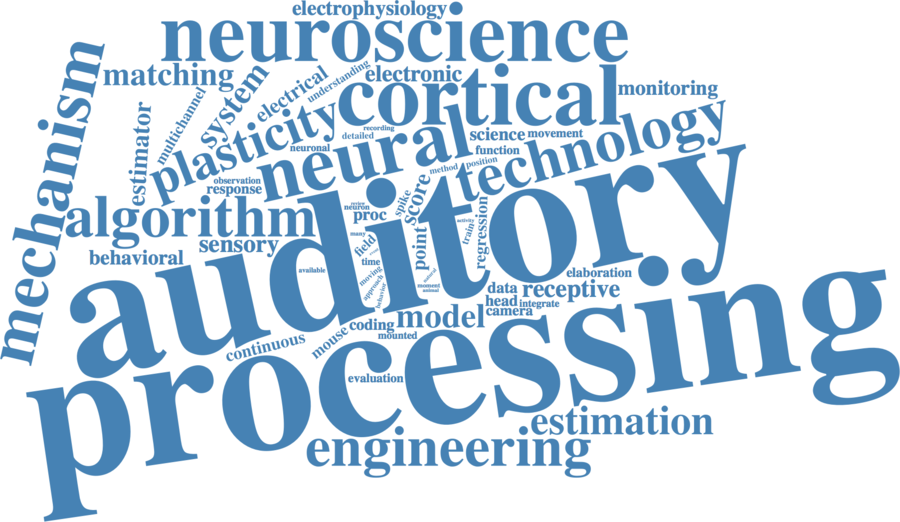 electrophysiology
neuroscience
matching
electrical
understanding
electronic
cortical
monitoring
mechanism
system
multichannel
estimator
plasticity
recording
detailed
neuronal
neural
science
movement
function
technology
position
method
observation
response
algorithm
review
neuron
proc
spike
score
activity
train
regression
behavioral
sensory
many
field
point
time
available
auditory
moving
approach
behavior
moment
animal
elaboration
data
receptive
head
integrate
camera
model
coding
mounted
mouse
continuous
processing
evaluation
estimation
engineering